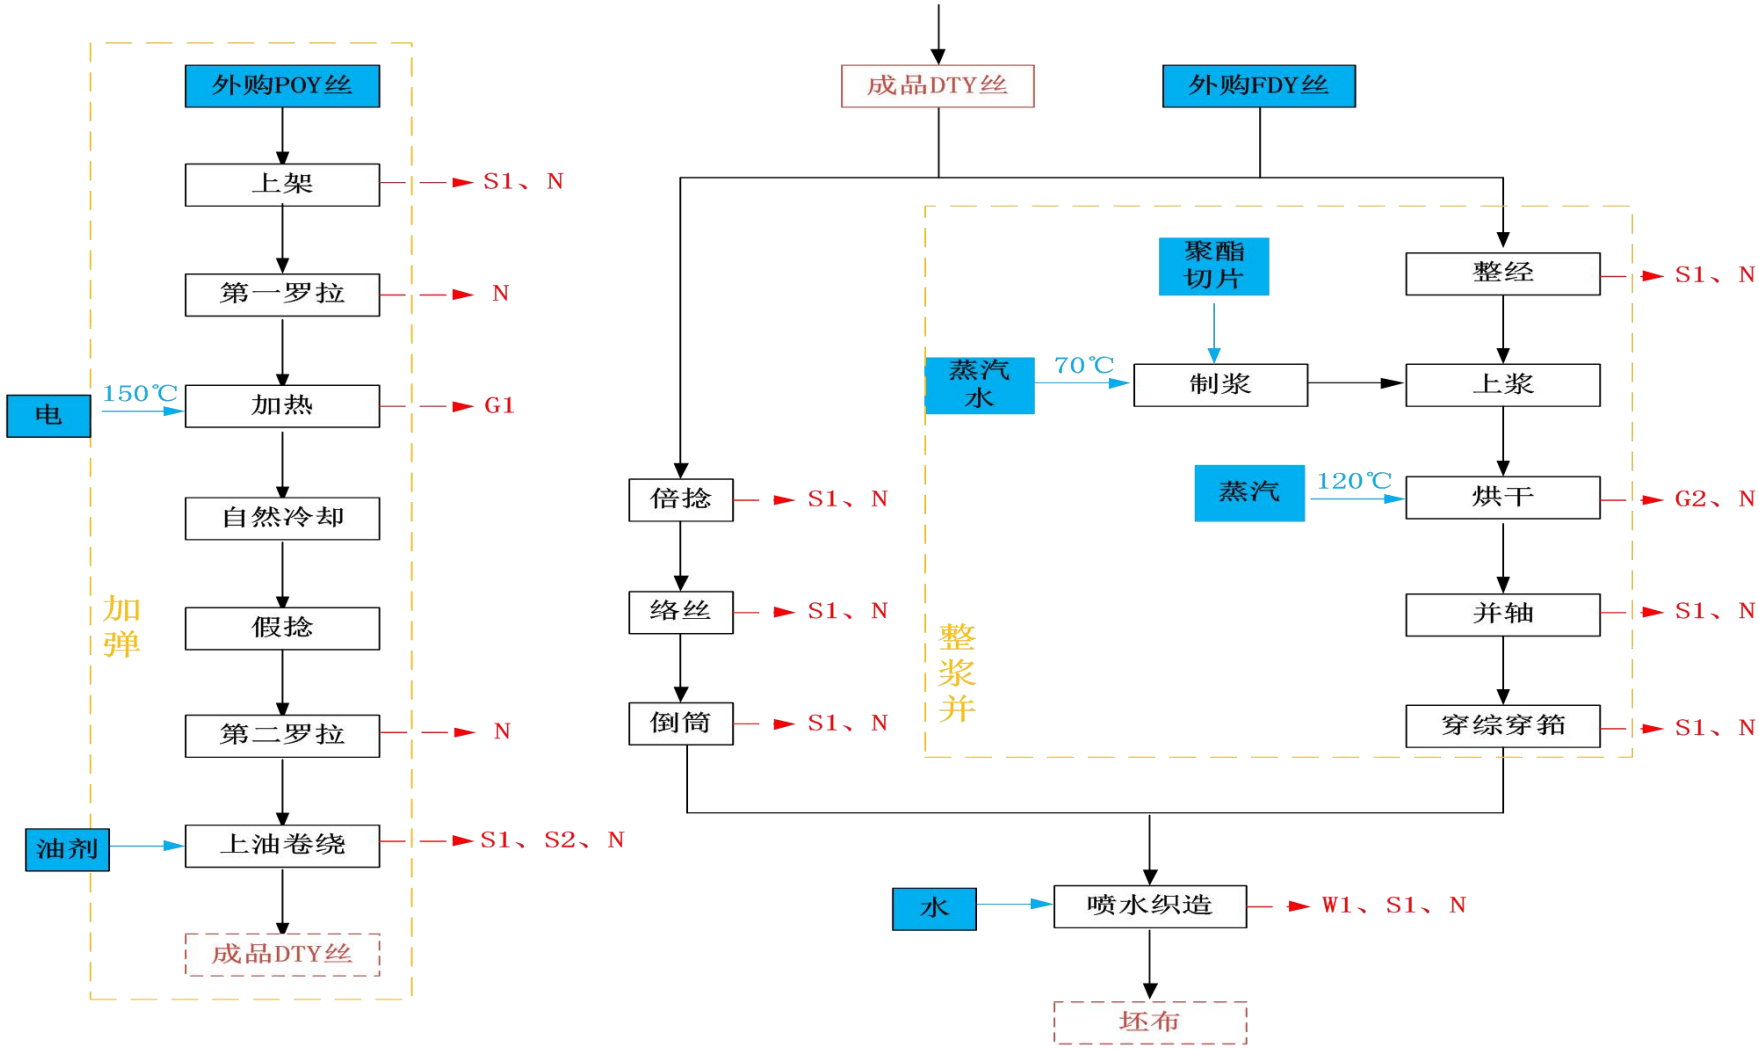 外购POY丝
上架
S1、N
第一罗拉
N
电
150℃
加热
G1
自然冷却
假捻
加
弹
第二罗拉
N
油剂
上油卷绕
S1、S2、N
成品DTY丝
成品DTY丝
外购FDY丝
倍捻
S1、N
络丝
S1、N
倒筒
S1、N
聚酯
切片
整经
S1、N
蒸汽
水
70℃
制浆
上浆
蒸汽
120℃
烘干
G2、N
并轴
S1、N
整
浆
并
穿综穿筘
S1、N
水
喷水织造
W1、S1、N
坯布